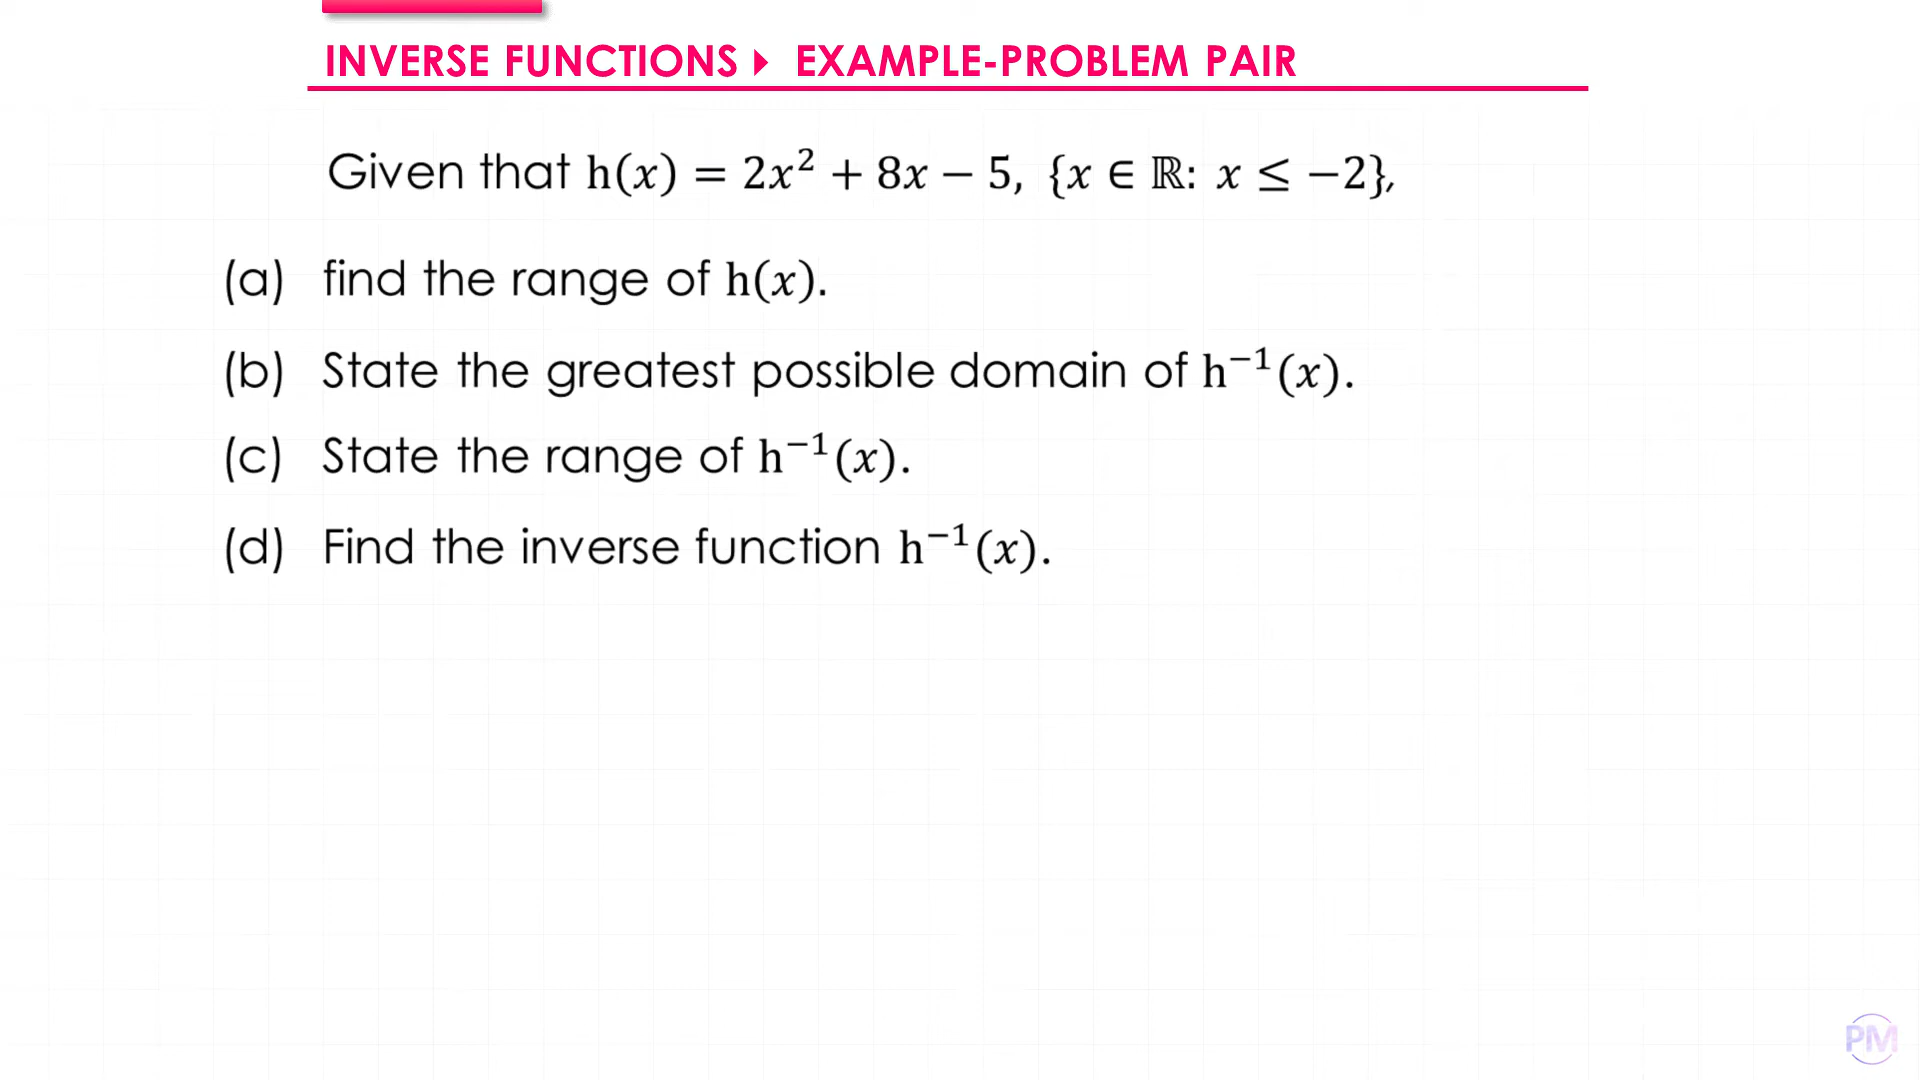 INVERSE FUNCTIONS ▸ EXAMPLE-PROBLEM PAIR
Given that h(x) = 2x² + 8x − 5, {x ∈ ℝ: x ≤ −2},
(a) find the range of h(x).
(b) State the greatest possible domain of h⁻¹(x).
(c) State the range of h⁻¹(x).
(d) Find the inverse function h⁻¹(x).
PM